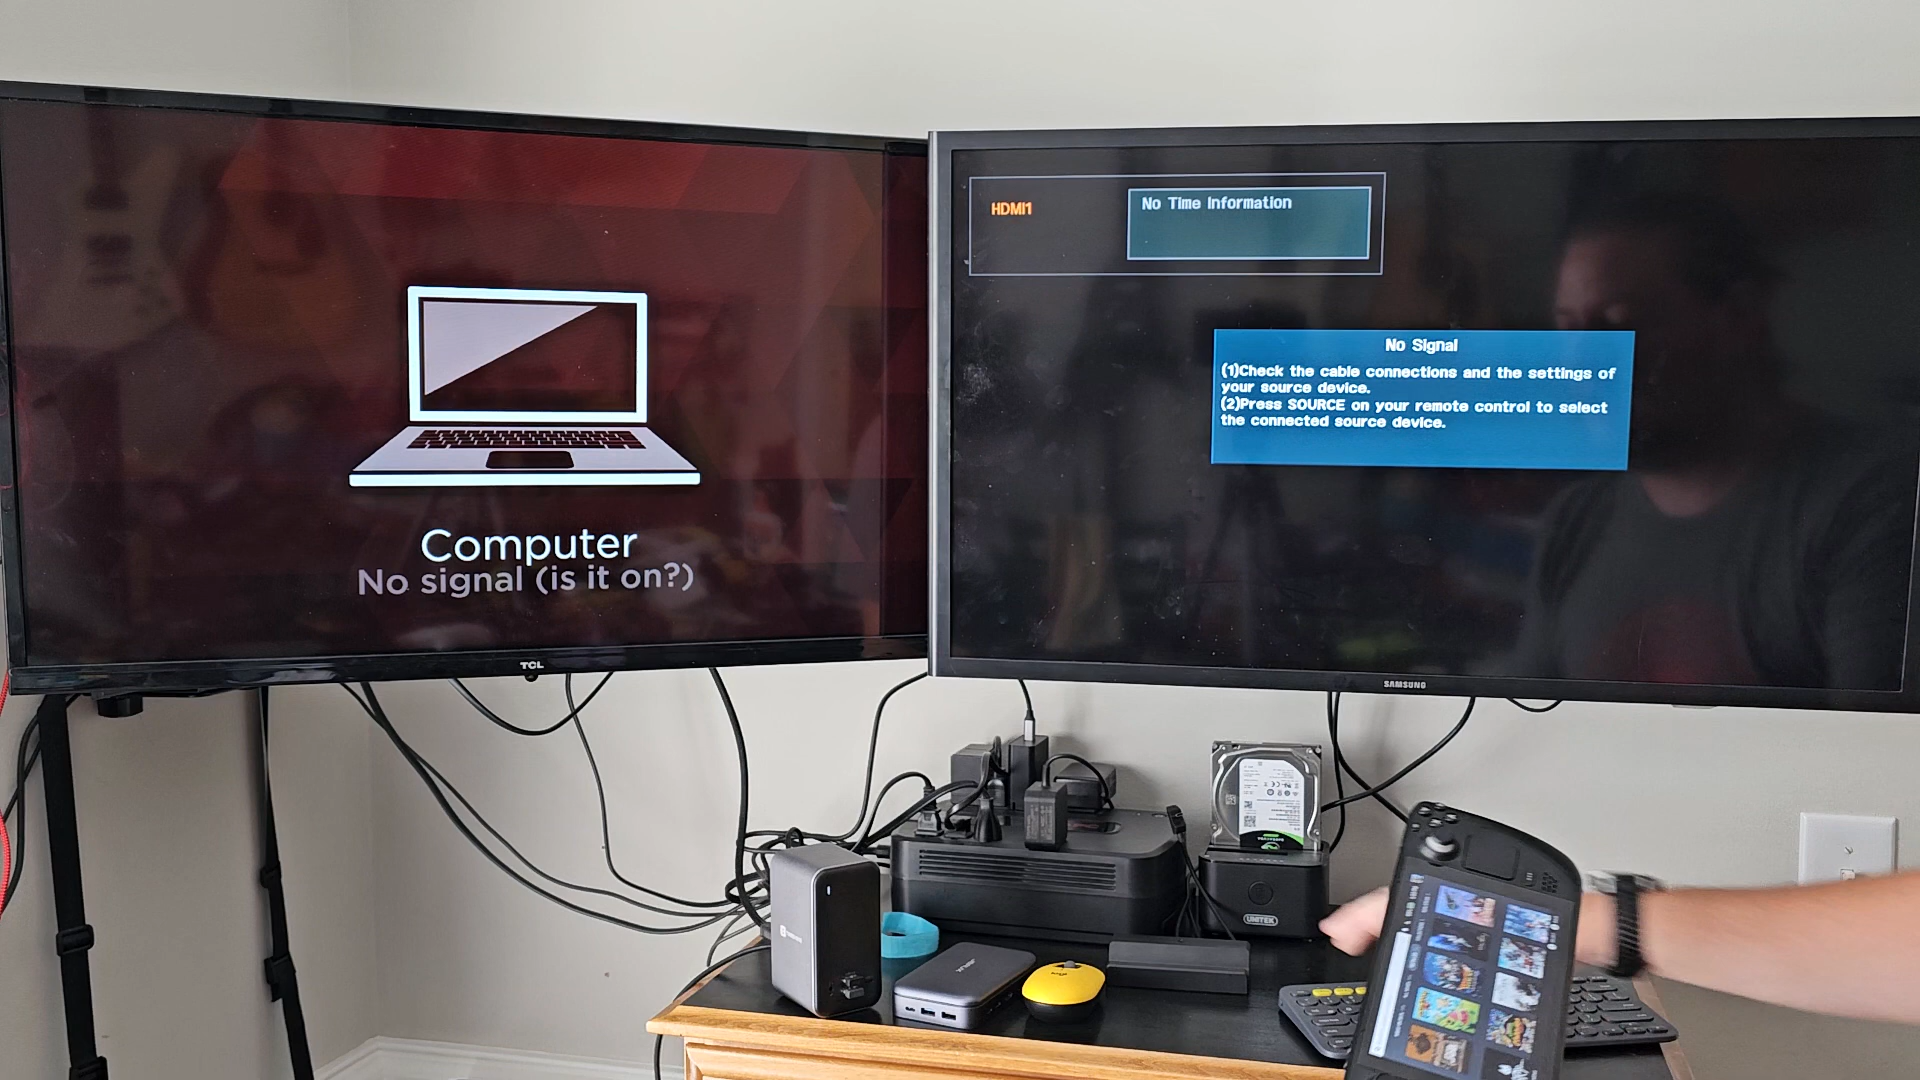 Computer
No signal (is it on?)
TCL
HDMI1
No Time Information
No Signal
(1)Check the cable connections and the settings of
your source device.
(2)Press SOURCE on your remote control to select
the connected source device.
SAMSUNG
UNITEK